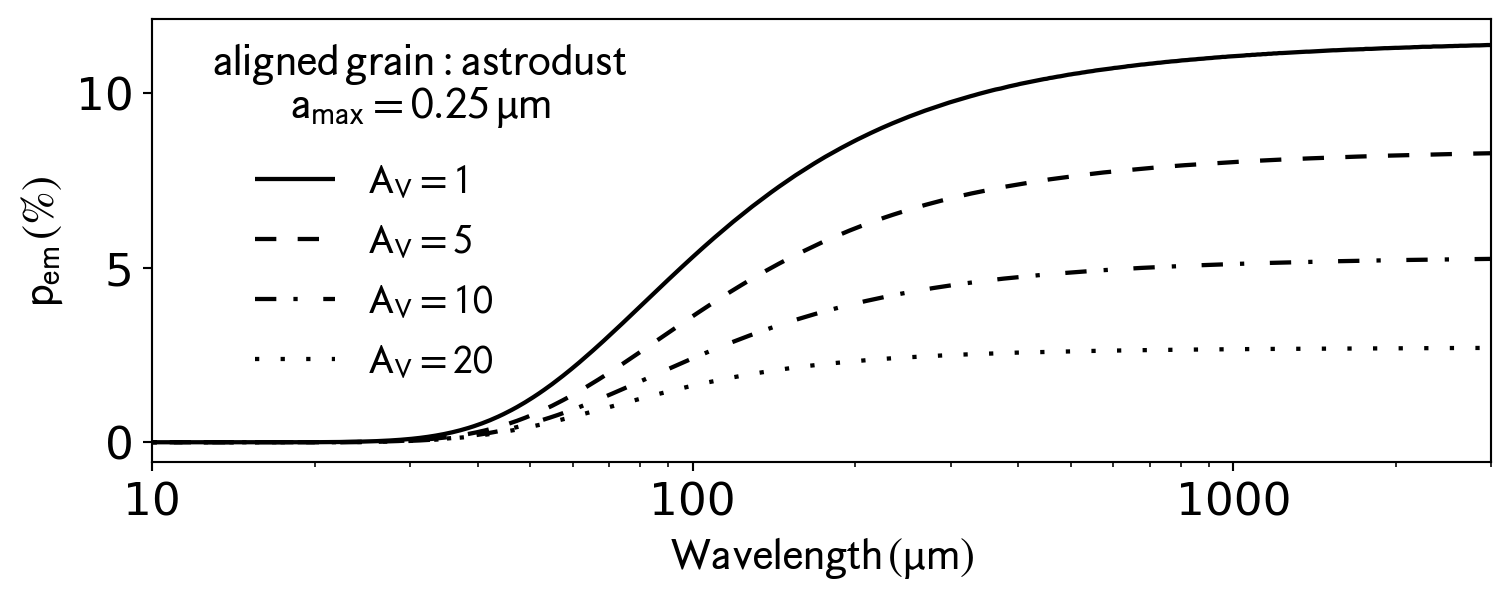 aligned grain : astrodust
a_max = 0.25 µm
A_V = 1
A_V = 5
A_V = 10
A_V = 20
p_em (%)
10
5
0
10
100
1000
Wavelength (µm)